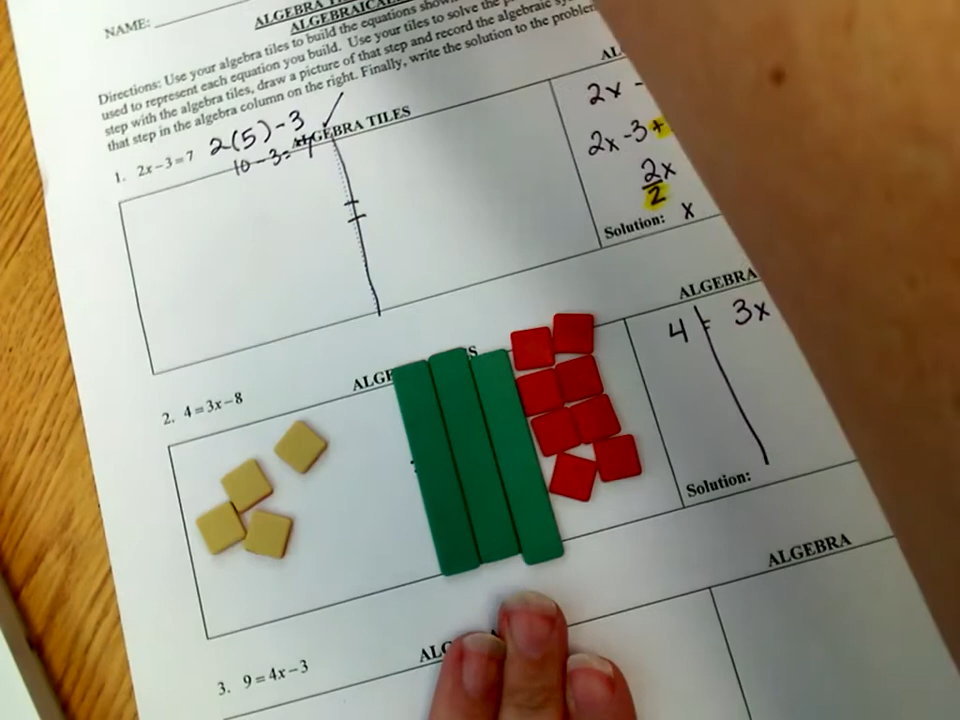 NAME:
ALGEBRA
ALGEBRAICAL
Directions: Use your algebra tiles to build the equations shown
used to represent each equation you build. Use your tiles to solve the
step with the algebra tiles, draw a picture of that step and record the algebraic
that step in the algebra column on the right. Finally, write the solution to the problem
1. 2x – 3 = 7
2(5) - 3
10 - 3 = 7
ALGEBRA TILES
2x -
2x - 3 +
2x
2
Solution: x
ALGEBRA
2. 4 = 3x – 8
4 = 3x
Solution:
ALGEBRA
3. 9 = 4x – 3